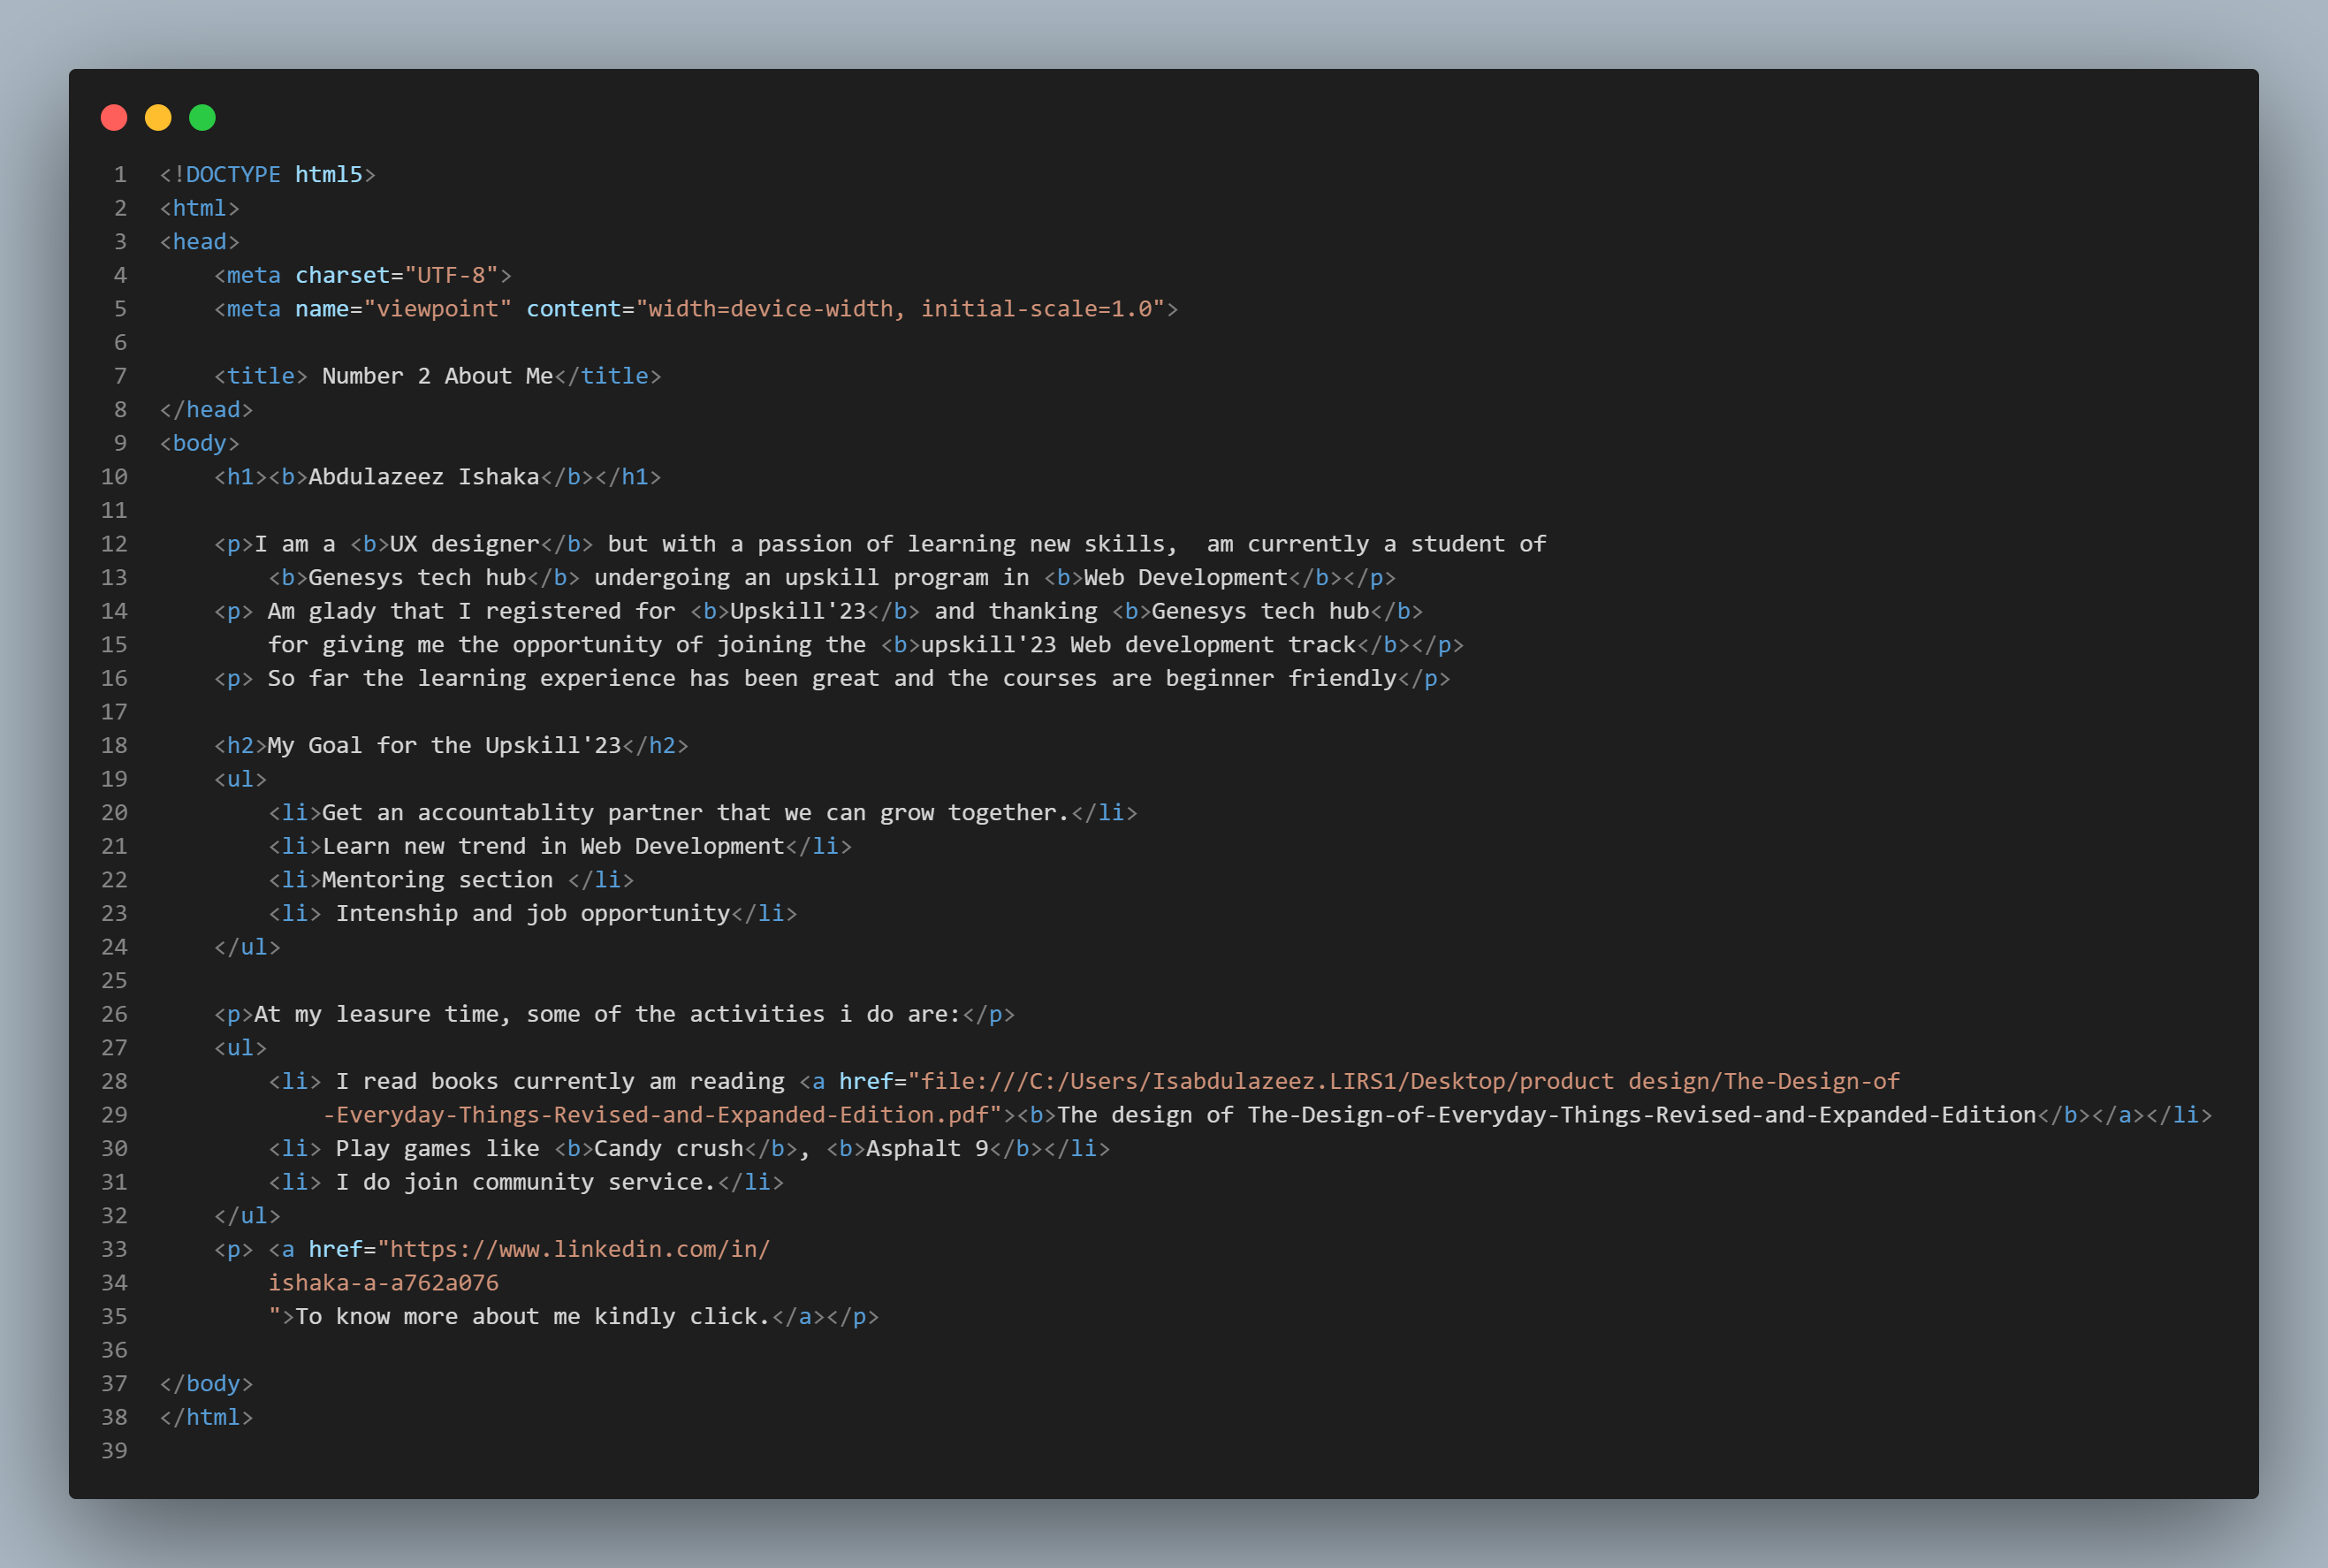 1 <!DOCTYPE html5>
2 <html>
3 <head>
4     <meta charset="UTF-8">
5     <meta name="viewpoint" content="width=device-width, initial-scale=1.0">
6
7     <title> Number 2 About Me</title>
8 </head>
9 <body>
10     <h1><b>Abdulazeez Ishaka</b></h1>
11
12     <p>I am a <b>UX designer</b> but with a passion of learning new skills,  am currently a student of
13         <b>Genesys tech hub</b> undergoing an upskill program in <b>Web Development</b></p>
14     <p> Am glady that I registered for <b>Upskill'23</b> and thanking <b>Genesys tech hub</b>
15         for giving me the opportunity of joining the <b>upskill'23 Web development track</b></p>
16     <p> So far the learning experience has been great and the courses are beginner friendly</p>
17
18     <h2>My Goal for the Upskill'23</h2>
19     <ul>
20         <li>Get an accountablity partner that we can grow together.</li>
21         <li>Learn new trend in Web Development</li>
22         <li>Mentoring section </li>
23         <li> Intenship and job opportunity</li>
24     </ul>
25
26     <p>At my leasure time, some of the activities i do are:</p>
27     <ul>
28         <li> I read books currently am reading <a href="file:///C:/Users/Isabdulazeez.LIRS1/Desktop/product design/The-Design-of
29             -Everyday-Things-Revised-and-Expanded-Edition.pdf"><b>The design of The-Design-of-Everyday-Things-Revised-and-Expanded-Edition</b></a></li>
30         <li> Play games like <b>Candy crush</b>, <b>Asphalt 9</b></li>
31         <li> I do join community service.</li>
32     </ul>
33     <p> <a href="https://www.linkedin.com/in/
34         ishaka-a-a762a076
35         ">To know more about me kindly click.</a></p>
36
37 </body>
38 </html>
39